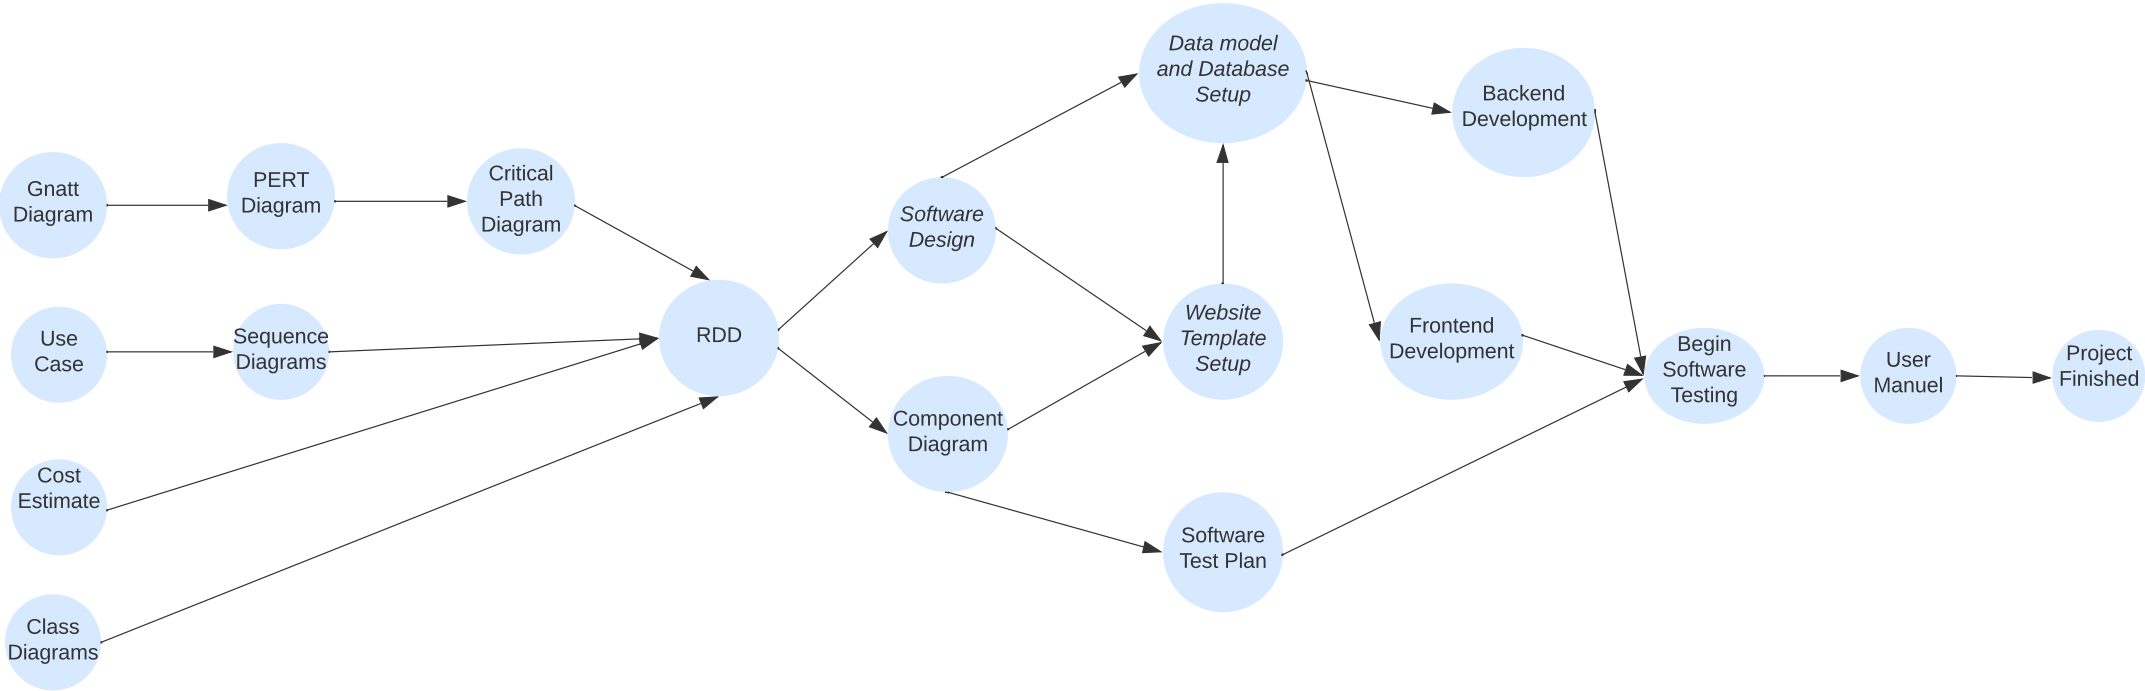 Gnatt
Diagram
PERT
Diagram
Critical
Path
Diagram
Use
Case
Sequence
Diagrams
Cost
Estimate
Class
Diagrams
RDD
Software
Design
Component
Diagram
Data model
and Database
Setup
Website
Template
Setup
Software
Test Plan
Backend
Development
Frontend
Development
Begin
Software
Testing
User
Manuel
Project
Finished